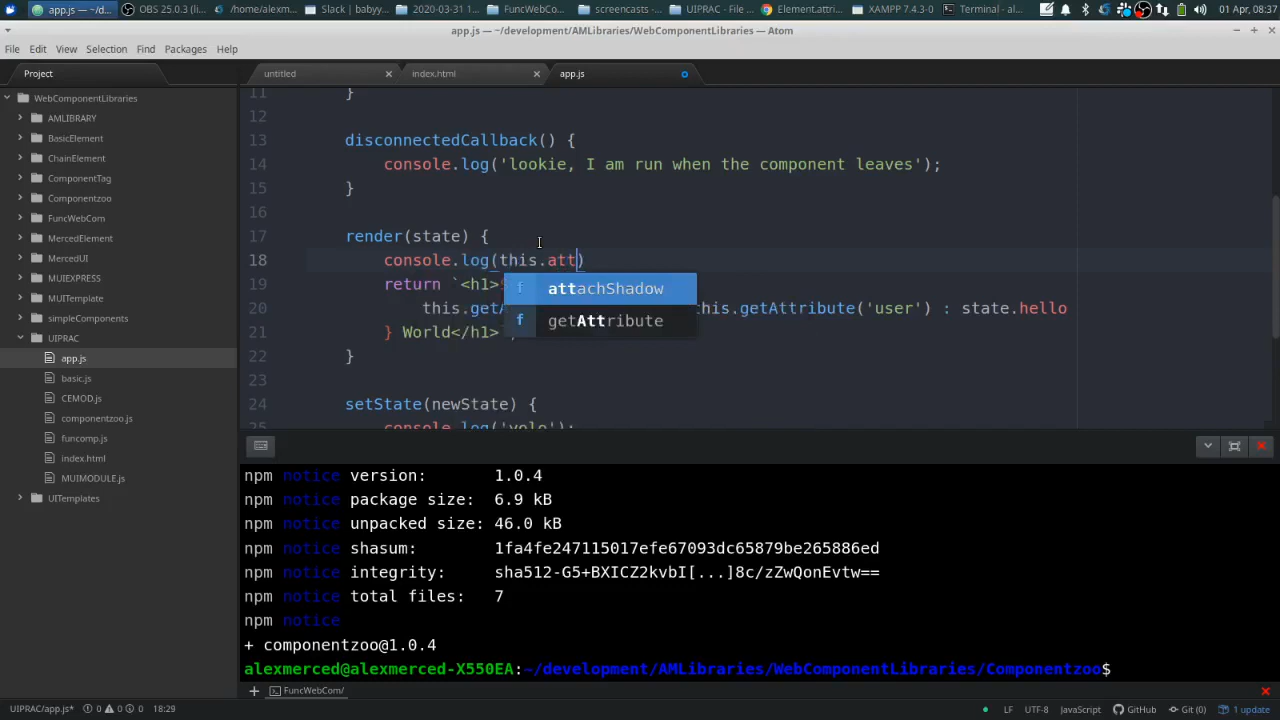 app.js — ~/d...
OBS 25.0.3 (li...
/home/alexm...
Slack | babyy...
2020-03-31 1...
FuncWebCo...
screencasts -...
UIPRAC - File ...
Element.attri...
XAMPP 7.4.3-0
Terminal - al...
01 Apr, 08:37
app.js — ~/development/AMLibraries/WebComponentLibraries — Atom
File Edit View Selection Find Packages Help
Project
untitled
index.html
app.js
WebComponentLibraries
AMLIBRARY
BasicElement
ChainElement
ComponentTag
Componentzoo
FuncWebCom
MercedElement
MercedUI
MUIEXPRESS
MUITemplate
simpleComponents
UIPRAC
app.js
basic.js
CEMOD.js
componentzoo.js
funcomp.js
index.html
MUIMODULE.js
UITemplates
11 }
12
13 disconnectedCallback() {
14 console.log('lookie, I am run when the component leaves');
15 }
16
17 render(state) {
18 console.log(this.att)
19 return `<h1>
20 this.get his.getAttribute('user') : state.hello
21 } World</h1>
22 }
23
24 setState(newState) {
25 console.log('yolo');
f attachShadow
f getAttribute
npm notice version: 1.0.4
npm notice package size: 6.9 kB
npm notice unpacked size: 46.0 kB
npm notice shasum: 1fa4fe247115017efe67093dc65879be265886ed
npm notice integrity: sha512-G5+BXICZ2kvbI[...]8c/zZwQonEvtw==
npm notice total files: 7
npm notice
+ componentzoo@1.0.4
alexmerced@alexmerced-X550EA:~/development/AMLibraries/WebComponentLibraries/Componentzoo$
FuncWebCom/
UIPRAC/app.js* 0 0 0 18:29
LF UTF-8 JavaScript GitHub Git (0) 1 update